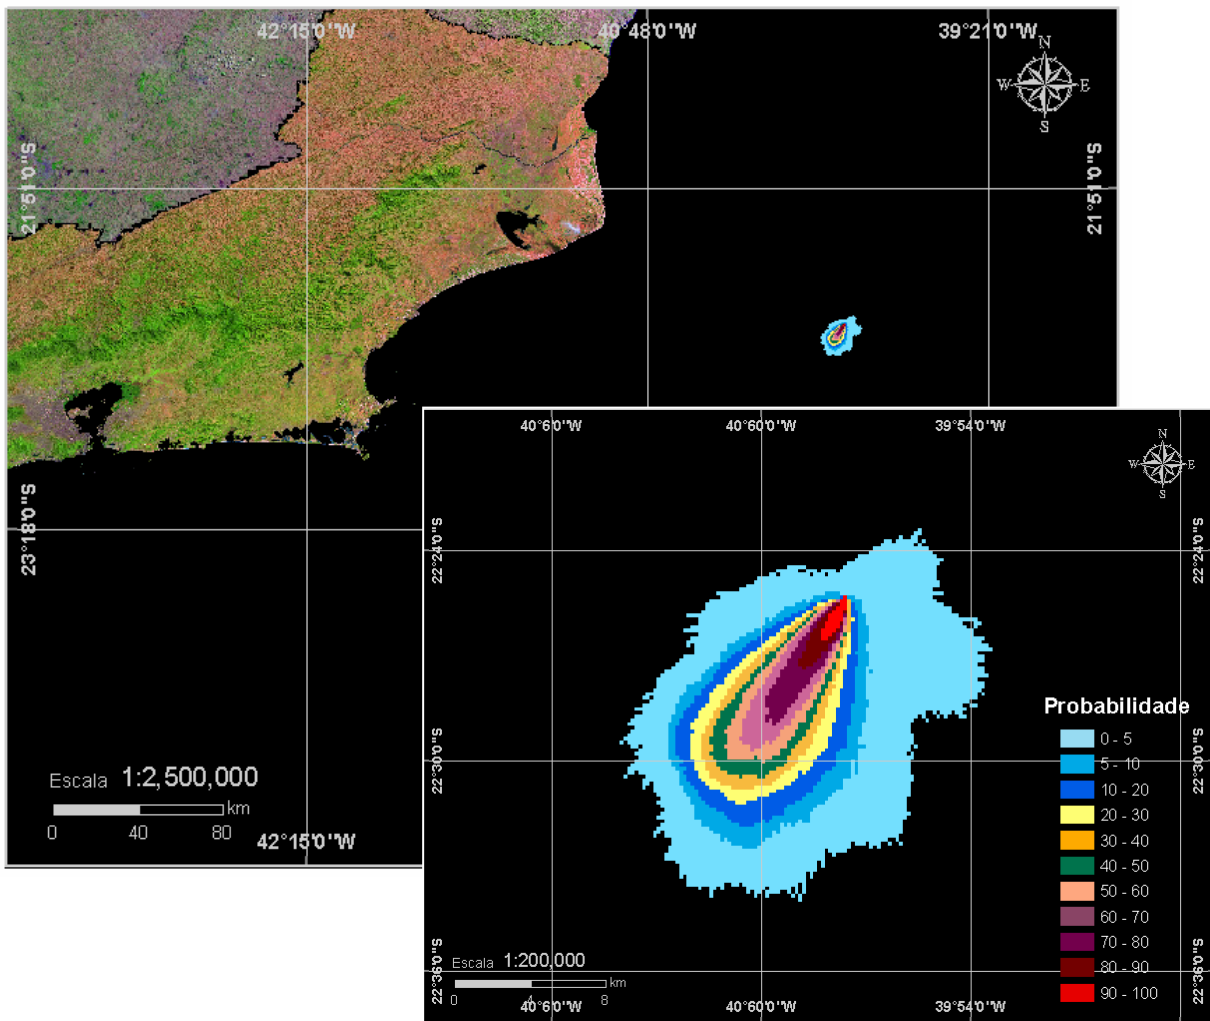 42°15'0"W
40°48'0"W
39°21'0"W
N
W
E
S
21°51'0"S
21°51'0"S
23°18'0"S
Escala 1:2,500,000
km
0 40 80
42°15'0"W
40°6'0"W
40°60'0"W
39°54'0"W
N
W
E
S
22°24'0"S
22°24'0"S
22°30'0"S
22°30'0"S
22°36'0"S
22°36'0"S
Probabilidade
0 - 5
5 - 10
10 - 20
20 - 30
30 - 40
40 - 50
50 - 60
60 - 70
70 - 80
80 - 90
90 - 100
Escala 1:200,000
km
0 4 8
40°6'0"W
40°60'0"W
39°54'0"W